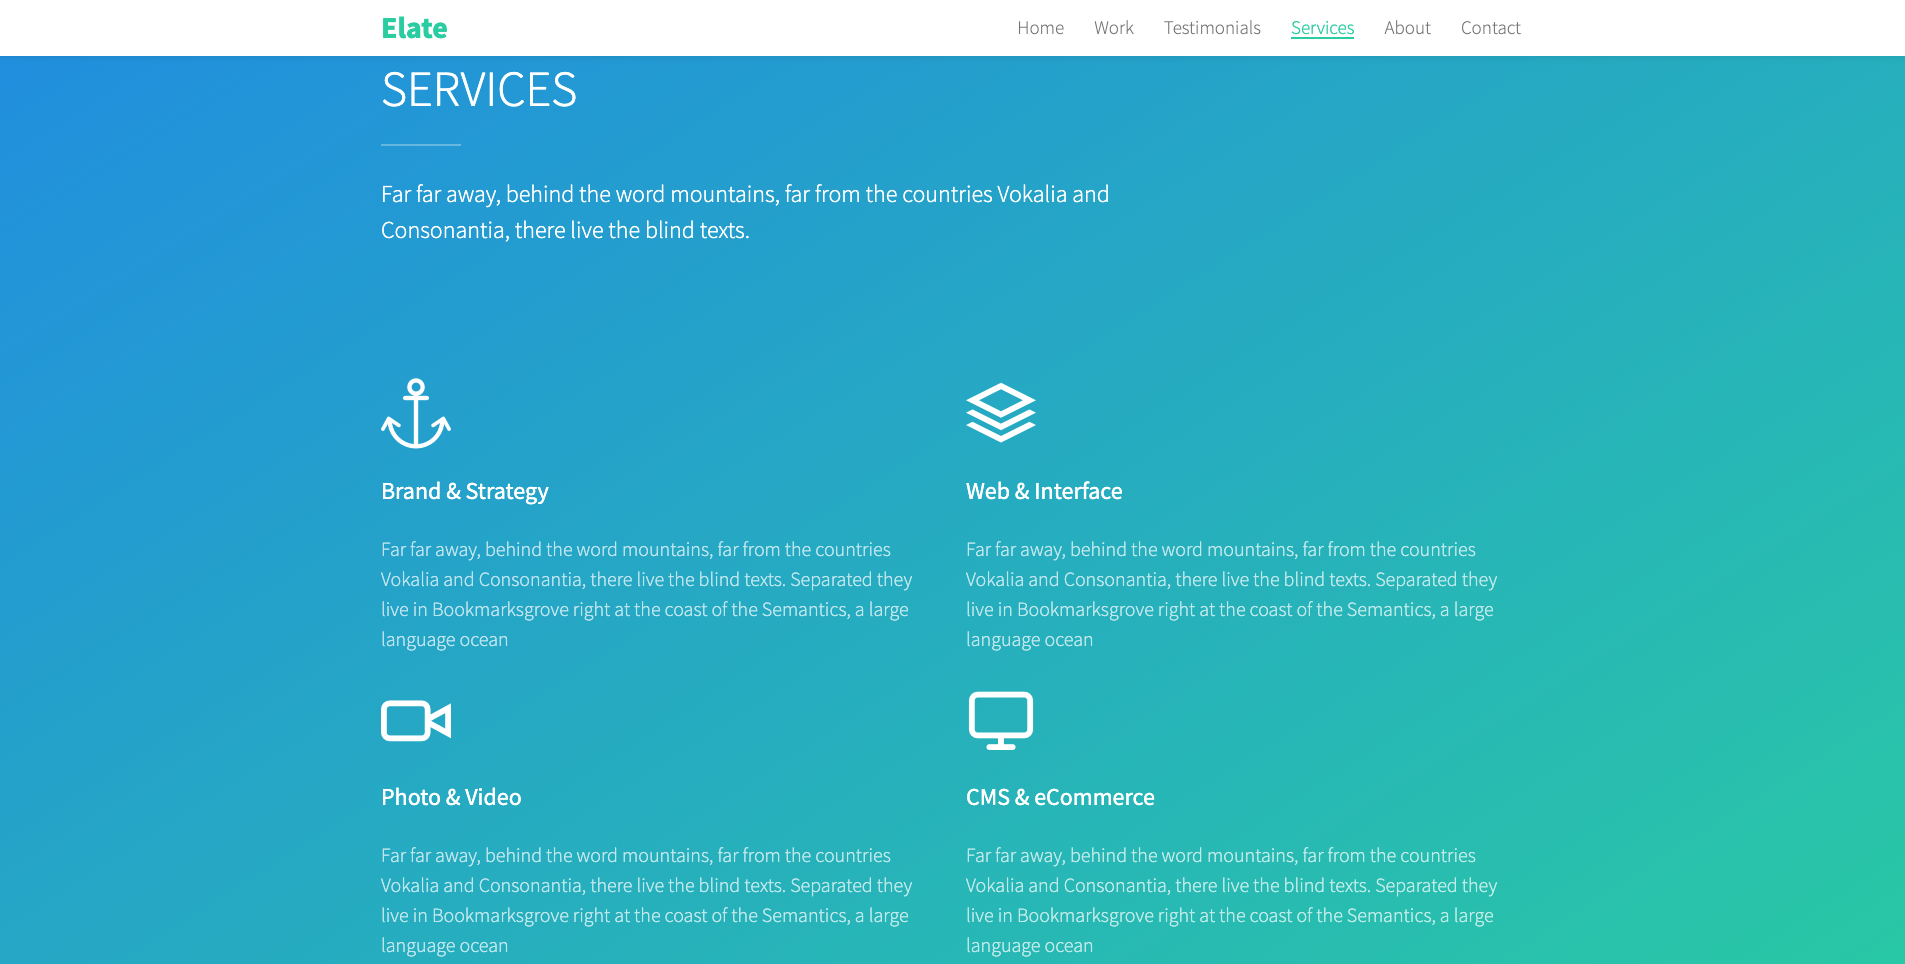 Elate
Home Work Testimonials Services About Contact
SERVICES
Far far away, behind the word mountains, far from the countries Vokalia and
Consonantia, there live the blind texts.
Brand & Strategy
Far far away, behind the word mountains, far from the countries
Vokalia and Consonantia, there live the blind texts. Separated they
live in Bookmarksgrove right at the coast of the Semantics, a large
language ocean
Web & Interface
Far far away, behind the word mountains, far from the countries
Vokalia and Consonantia, there live the blind texts. Separated they
live in Bookmarksgrove right at the coast of the Semantics, a large
language ocean
Photo & Video
Far far away, behind the word mountains, far from the countries
Vokalia and Consonantia, there live the blind texts. Separated they
live in Bookmarksgrove right at the coast of the Semantics, a large
language ocean
CMS & eCommerce
Far far away, behind the word mountains, far from the countries
Vokalia and Consonantia, there live the blind texts. Separated they
live in Bookmarksgrove right at the coast of the Semantics, a large
language ocean